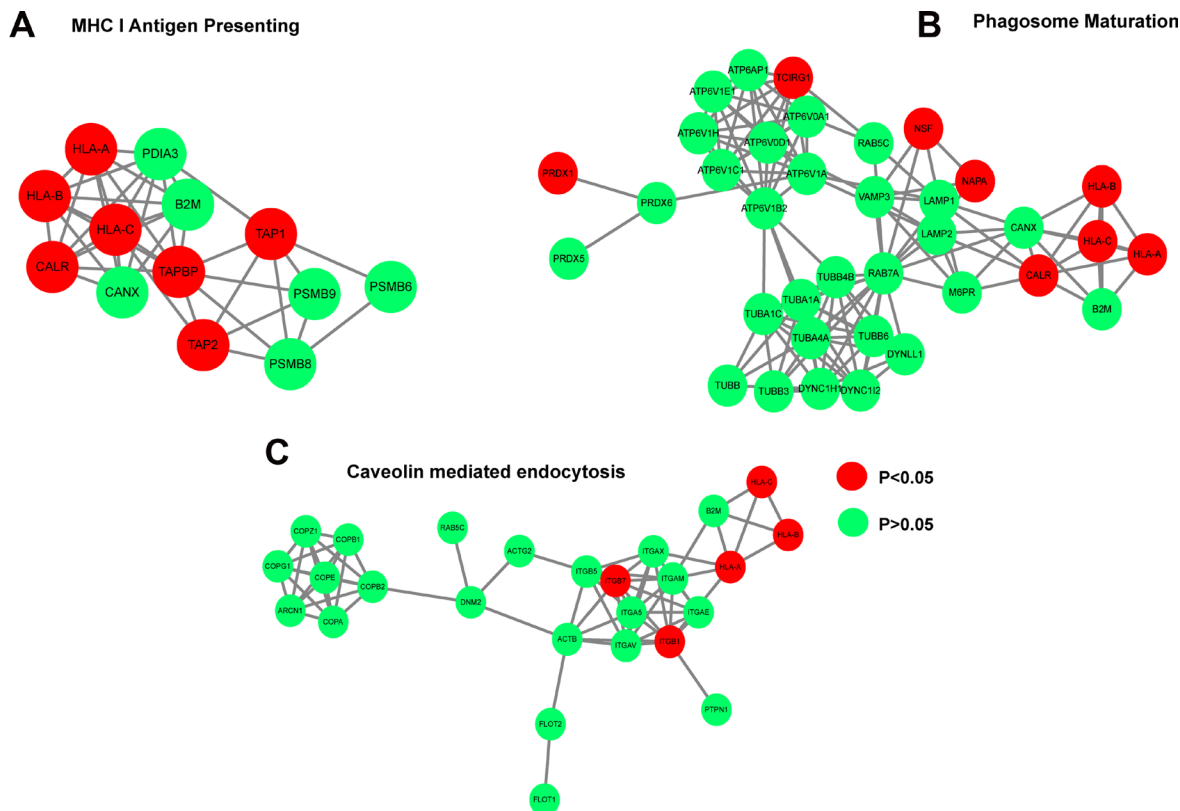 A
MHC I Antigen Presenting
HLA-A
PDIA3
HLA-B
B2M
HLA-C
TAP1
CALR
TAPBP
CANX
PSMB9
PSMB6
TAP2
PSMB8
B
Phagosome Maturation
ATP6AP1
TCIRG1
ATP6V1E1
ATP6V0A1
NSF
ATP6V1H
ATP6V0D1
RAB5C
PRDX1
ATP6V1C1
ATP6V1A
NAPA
HLA-B
PRDX6
ATP6V1B2
VAMP3
LAMP1
CANX
LAMP2
HLA-C
HLA-A
PRDX5
TUBB4B
RAB7A
CALR
M6PR
B2M
TUBA1A
TUBA1C
TUBA4A
TUBB6
DYNLL1
TUBB
TUBB3
DYNC1H1
DYNC1I2
C
Caveolin mediated endocytosis
P<0.05
P>0.05
HLA-C
B2M
HLA-B
COPZ1
COPB1
RAB5C
ACTG2
ITGAX
COPG1
COPE
COPB2
ITGB5
ITGB7
ITGAM
HLA-A
ARCN1
COPA
DNM2
ITGA5
ITGAE
ACTB
ITGAV
ITGB1
PTPN1
FLOT2
FLOT1